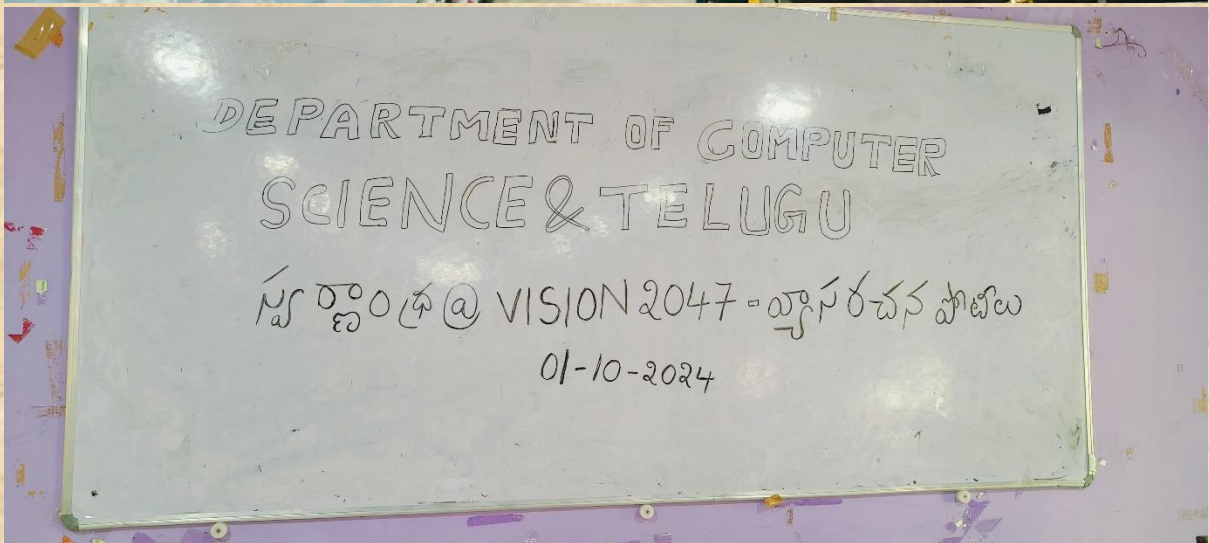 DEPARTMENT OF COMPUTER
SCIENCE & TELUGU
స్వర్ణాంధ్ర @ VISION 2047 - వ్యాసరచన పోటీలు
01-10-2024